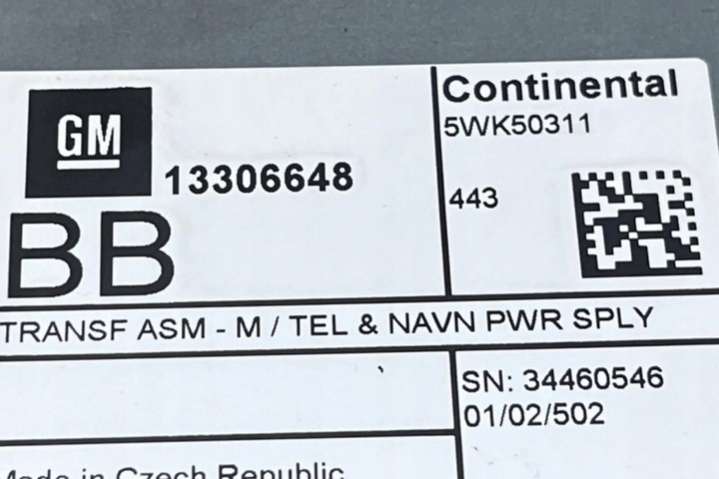 GM
13306648
BB
Continental
5WK50311
443
TRANSF ASM - M / TEL & NAVN PWR SPLY
SN: 34460546
01/02/502
Made in Czech Republic